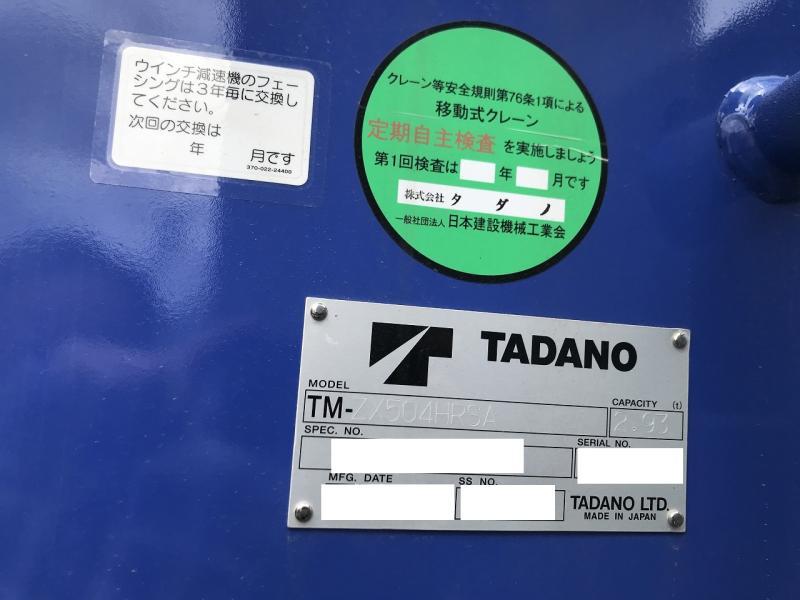 ウインチ減速機のフェー
シングは3年毎に交換し
てください。
次回の交換は
年 月です
370-022-24400
クレーン等安全規則第76条1項による
移動式クレーン
定期自主検査を実施しましょう
第1回検査は 年 月です
株式会社 タダノ
一般社団法人 日本建設機械工業会
TADANO
MODEL
CAPACITY (t)
TM-ZX504HRSA
2.93
SPEC. NO.
SERIAL NO.
MFG. DATE
SS NO.
TADANO LTD.
MADE IN JAPAN